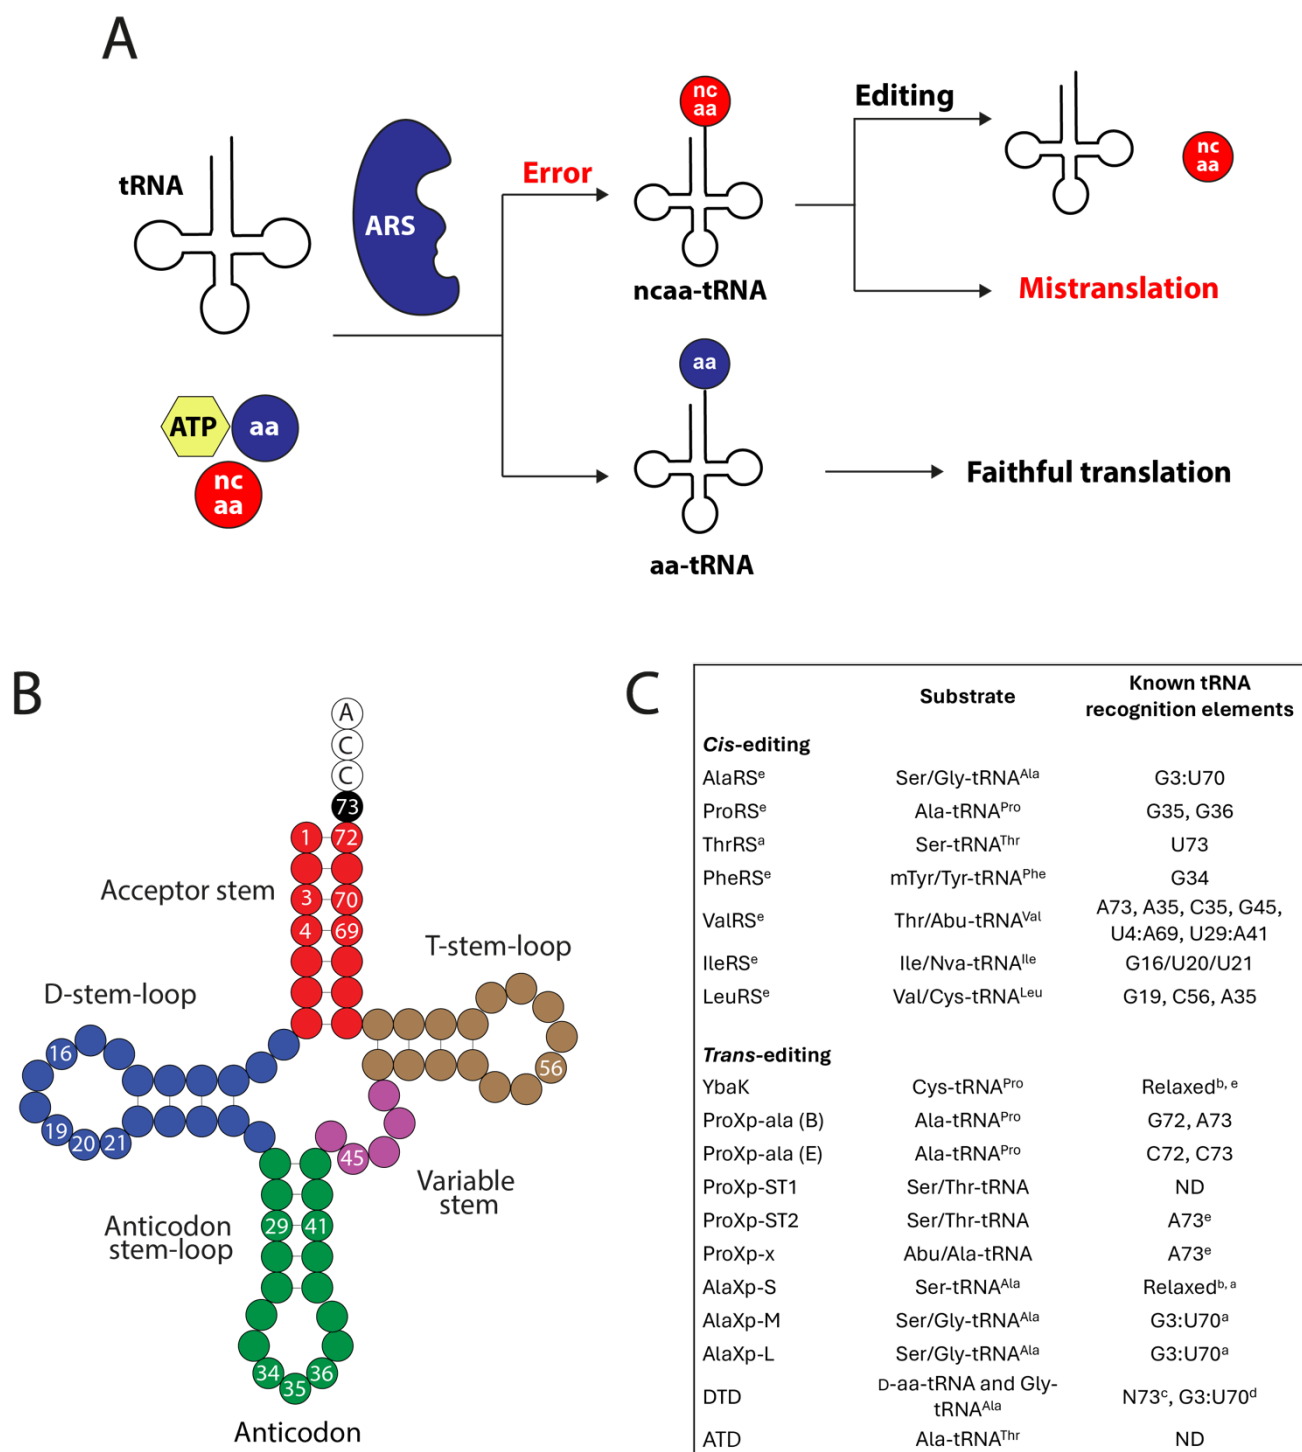 A
tRNA
ARS
ATP
aa
nc
aa
Error
nc
aa
ncaa-tRNA
Editing
nc
aa
Mistranslation
aa
aa-tRNA
Faithful translation
B
A
C
C
73
1
72
3
70
4
69
Acceptor stem
T-stem-loop
D-stem-loop
16
56
19
20
21
45
Variable
stem
29
41
Anticodon
stem-loop
34
35
36
Anticodon
C
Substrate
Known tRNA
recognition elements
Cis-editing
AlaRSᵉ Ser/Gly-tRNAᴬˡᵃ G3:U70
ProRSᵉ Ala-tRNAᴾʳᵒ G35, G36
ThrRSᵃ Ser-tRNAᵀʰʳ U73
PheRSᵉ mTyr/Tyr-tRNAᴾʰᵉ G34
ValRSᵉ Thr/Abu-tRNAⱽᵃˡ A73, A35, C35, G45,
U4:A69, U29:A41
IleRSᵉ Ile/Nva-tRNAᴵˡᵉ G16/U20/U21
LeuRSᵉ Val/Cys-tRNAᴸᵉᵘ G19, C56, A35
Trans-editing
YbaK Cys-tRNAᴾʳᵒ Relaxedᵇ, ᵉ
ProXp-ala (B) Ala-tRNAᴾʳᵒ G72, A73
ProXp-ala (E) Ala-tRNAᴾʳᵒ C72, C73
ProXp-ST1 Ser/Thr-tRNA ND
ProXp-ST2 Ser/Thr-tRNA A73ᵉ
ProXp-x Abu/Ala-tRNA A73ᵉ
AlaXp-S Ser-tRNAᴬˡᵃ Relaxedᵇ, ᵃ
AlaXp-M Ser/Gly-tRNAᴬˡᵃ G3:U70ᵃ
AlaXp-L Ser/Gly-tRNAᴬˡᵃ G3:U70ᵃ
DTD D-aa-tRNA and Gly-
tRNAᴬˡᵃ N73ᶜ, G3:U70ᵈ
ATD Ala-tRNAᵀʰʳ ND